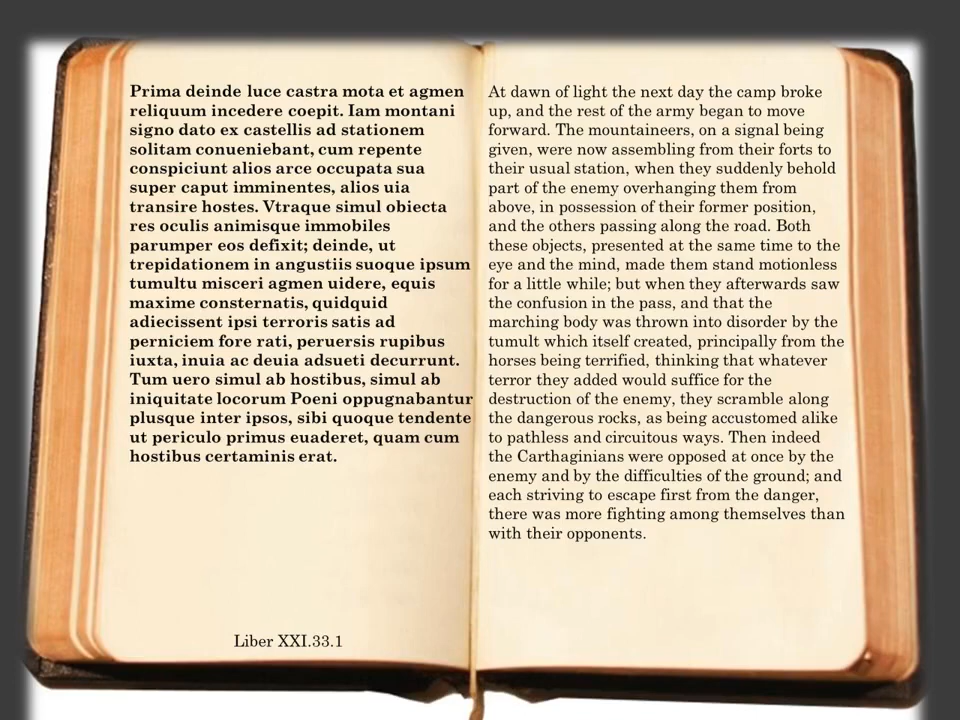 Prima deinde luce castra mota et agmen
reliquum incedere coepit. Iam montani
signo dato ex castellis ad stationem
solitam conueniebant, cum repente
conspiciunt alios arce occupata sua
super caput imminentes, alios uia
transire hostes. Vtraque simul obiecta
res oculis animisque immobiles
parumper eos defixit; deinde, ut
trepidationem in angustiis suoque ipsum
tumultu misceri agmen uidere, equis
maxime consternatis, quidquid
adiecissent ipsi terroris satis ad
perniciem fore rati, peruersis rupibus
iuxta, inuia ac deuia adsueti decurrunt.
Tum uero simul ab hostibus, simul ab
iniquitate locorum Poeni oppugnabantur
plusque inter ipsos, sibi quoque tendente
ut periculo primus euaderet, quam cum
hostibus certaminis erat.
Liber XXI.33.1
At dawn of light the next day the camp broke
up, and the rest of the army began to move
forward. The mountaineers, on a signal being
given, were now assembling from their forts to
their usual station, when they suddenly behold
part of the enemy overhanging them from
above, in possession of their former position,
and the others passing along the road. Both
these objects, presented at the same time to the
eye and the mind, made them stand motionless
for a little while; but when they afterwards saw
the confusion in the pass, and that the
marching body was thrown into disorder by the
tumult which itself created, principally from the
horses being terrified, thinking that whatever
terror they added would suffice for the
destruction of the enemy, they scramble along
the dangerous rocks, as being accustomed alike
to pathless and circuitous ways. Then indeed
the Carthaginians were opposed at once by the
enemy and by the difficulties of the ground; and
each striving to escape first from the danger,
there was more fighting among themselves than
with their opponents.